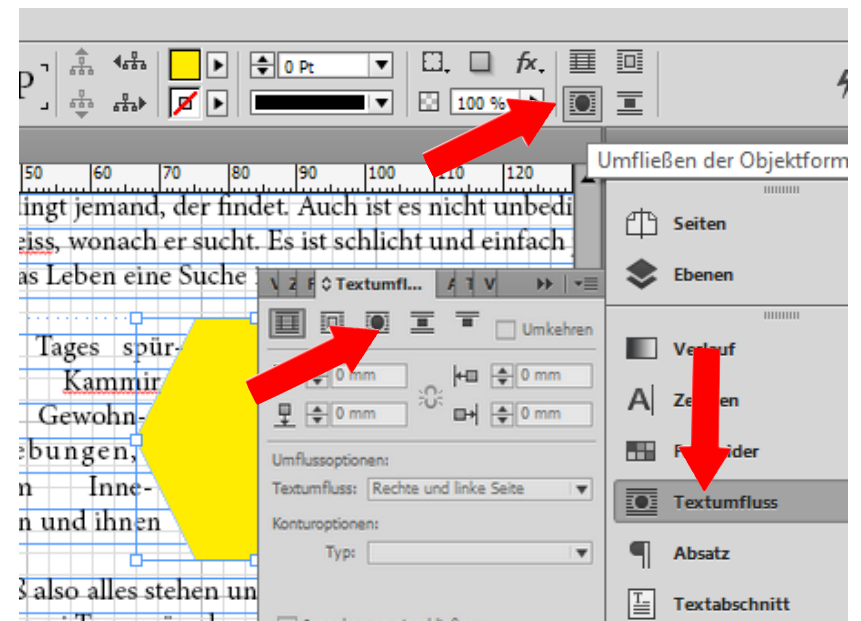 0 Pt
fx.
100 %
Umfließen der Objektform
50 60 70 80 90 100 110 120
lingt jemand, der findet. Auch ist es nicht unbedi
eiss, wonach er sucht. Es ist schlicht und einfach
as Leben eine Suche
Textumfl...
Umkehren
0 mm 0 mm
0 mm 0 mm
Umflussoptionen:
Textumfluss: Rechte und linke Seite
Konturoptionen:
Typ:
Tages spür-
Kammir
Gewohn-
ebungen,
n Inne-
n und ihnen
ß also alles stehen un
Seiten
Ebenen
Verlauf
Textumfluss
Absatz
Textabschnitt